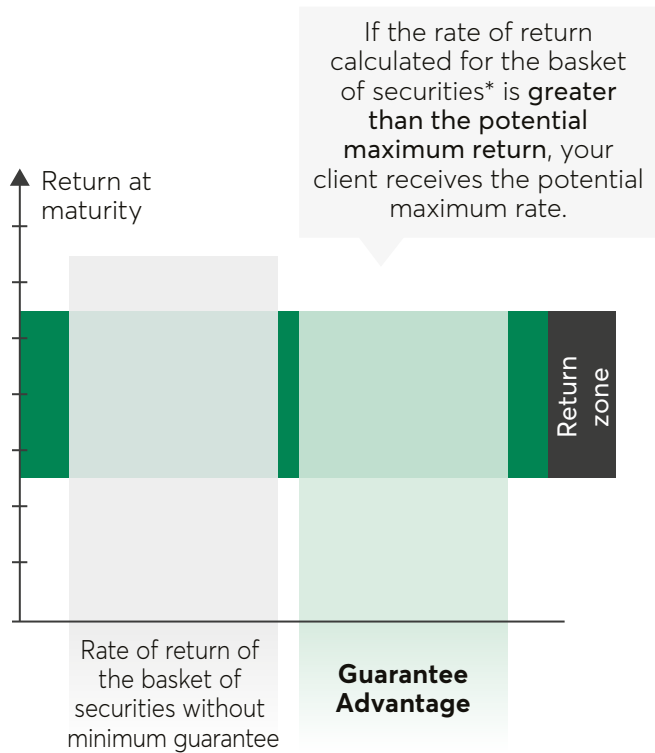 If the rate of return
calculated for the basket
of securities* is greater
than the potential
maximum return, your
client receives the potential
maximum rate.
Return at
maturity
Return
zone
Rate of return of
the basket of
securities without
minimum guarantee
Guarantee
Advantage